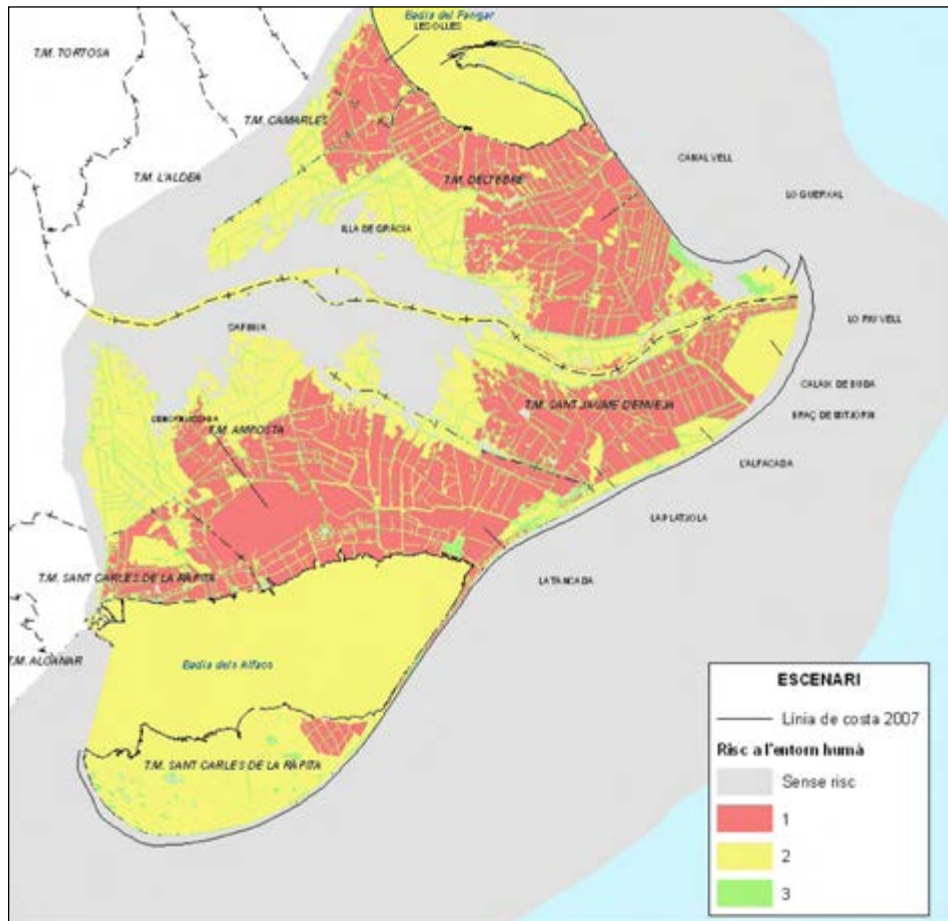 Badia del Fangar
LES OLLES
T.M. TORTOSA
T.M. CAMARLES
CANAL VELL
T.M. L'ALDEA
T.M. DELTEBRE
LO GUERXAL
ILLA DE GRÀCIA
LO RIU VELL
CALAIX DE BUDA
T.M. SANT JAUME D'ENVEJA
BRAÇ DE MITJORN
T.M. AMPOSTA
L'ALFACADA
LA PLATJOLA
T.M. SANT CARLES DE LA RÀPITA
LA TANCADA
T.M. ALCANAR
Badia dels Alfacs
T.M. SANT CARLES DE LA RÀPITA
ESCENARI
Línia de costa 2007
Risc a l'entorn humà
Sense risc
1
2
3